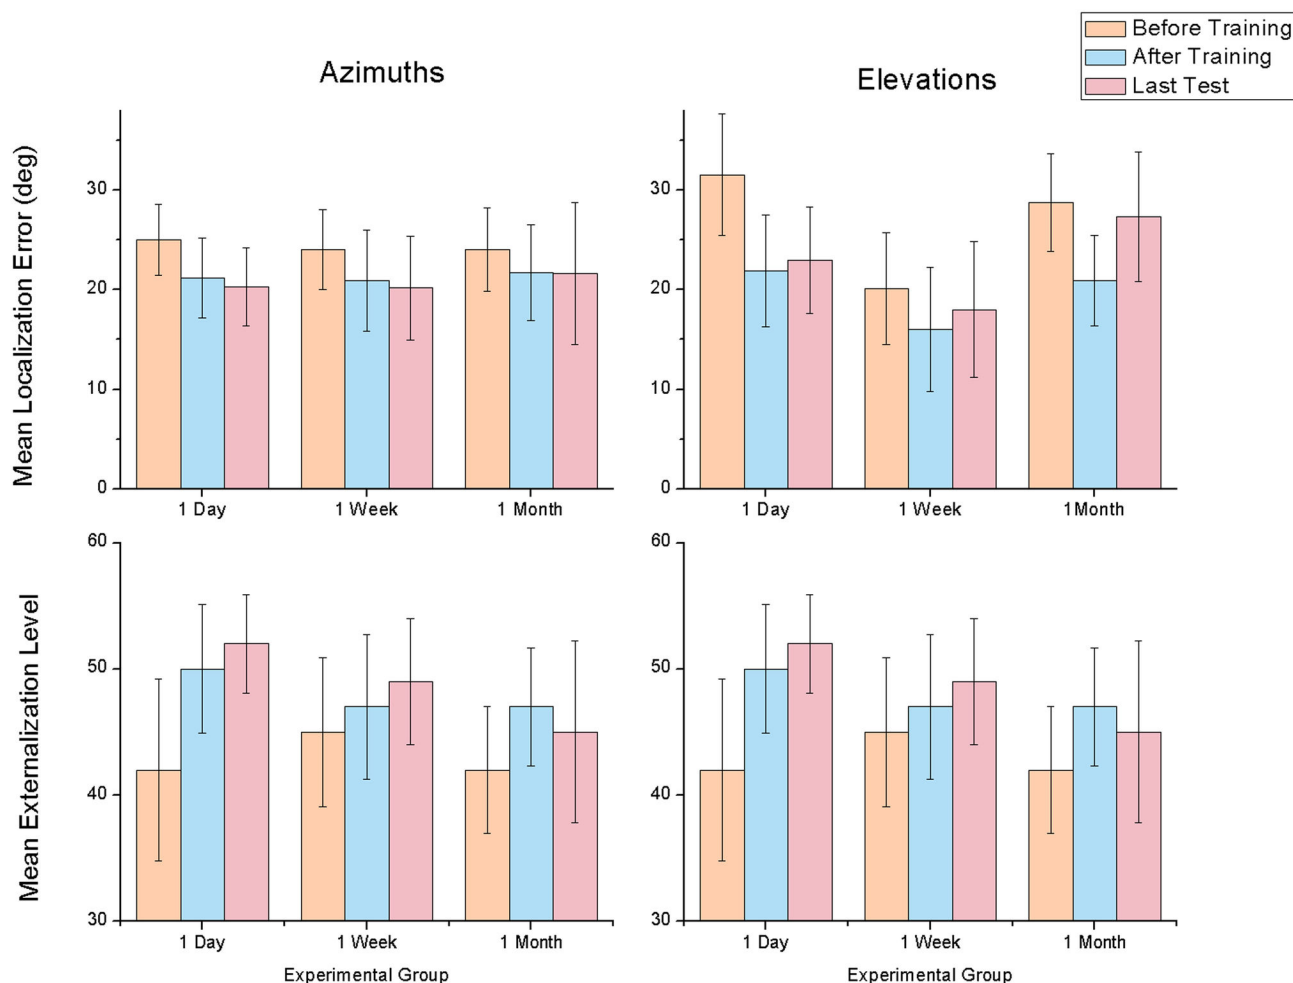 Before Training
After Training
Last Test
Azimuths
Elevations
Mean Localization Error (deg)
30
20
10
0
1 Day
1 Week
1 Month
30
20
10
0
1 Day
1 Week
1Month
Mean Externalization Level
60
50
40
30
1 Day
1 Week
1 Month
Experimental Group
60
50
40
30
1 Day
1 Week
1 Month
Experimental Group